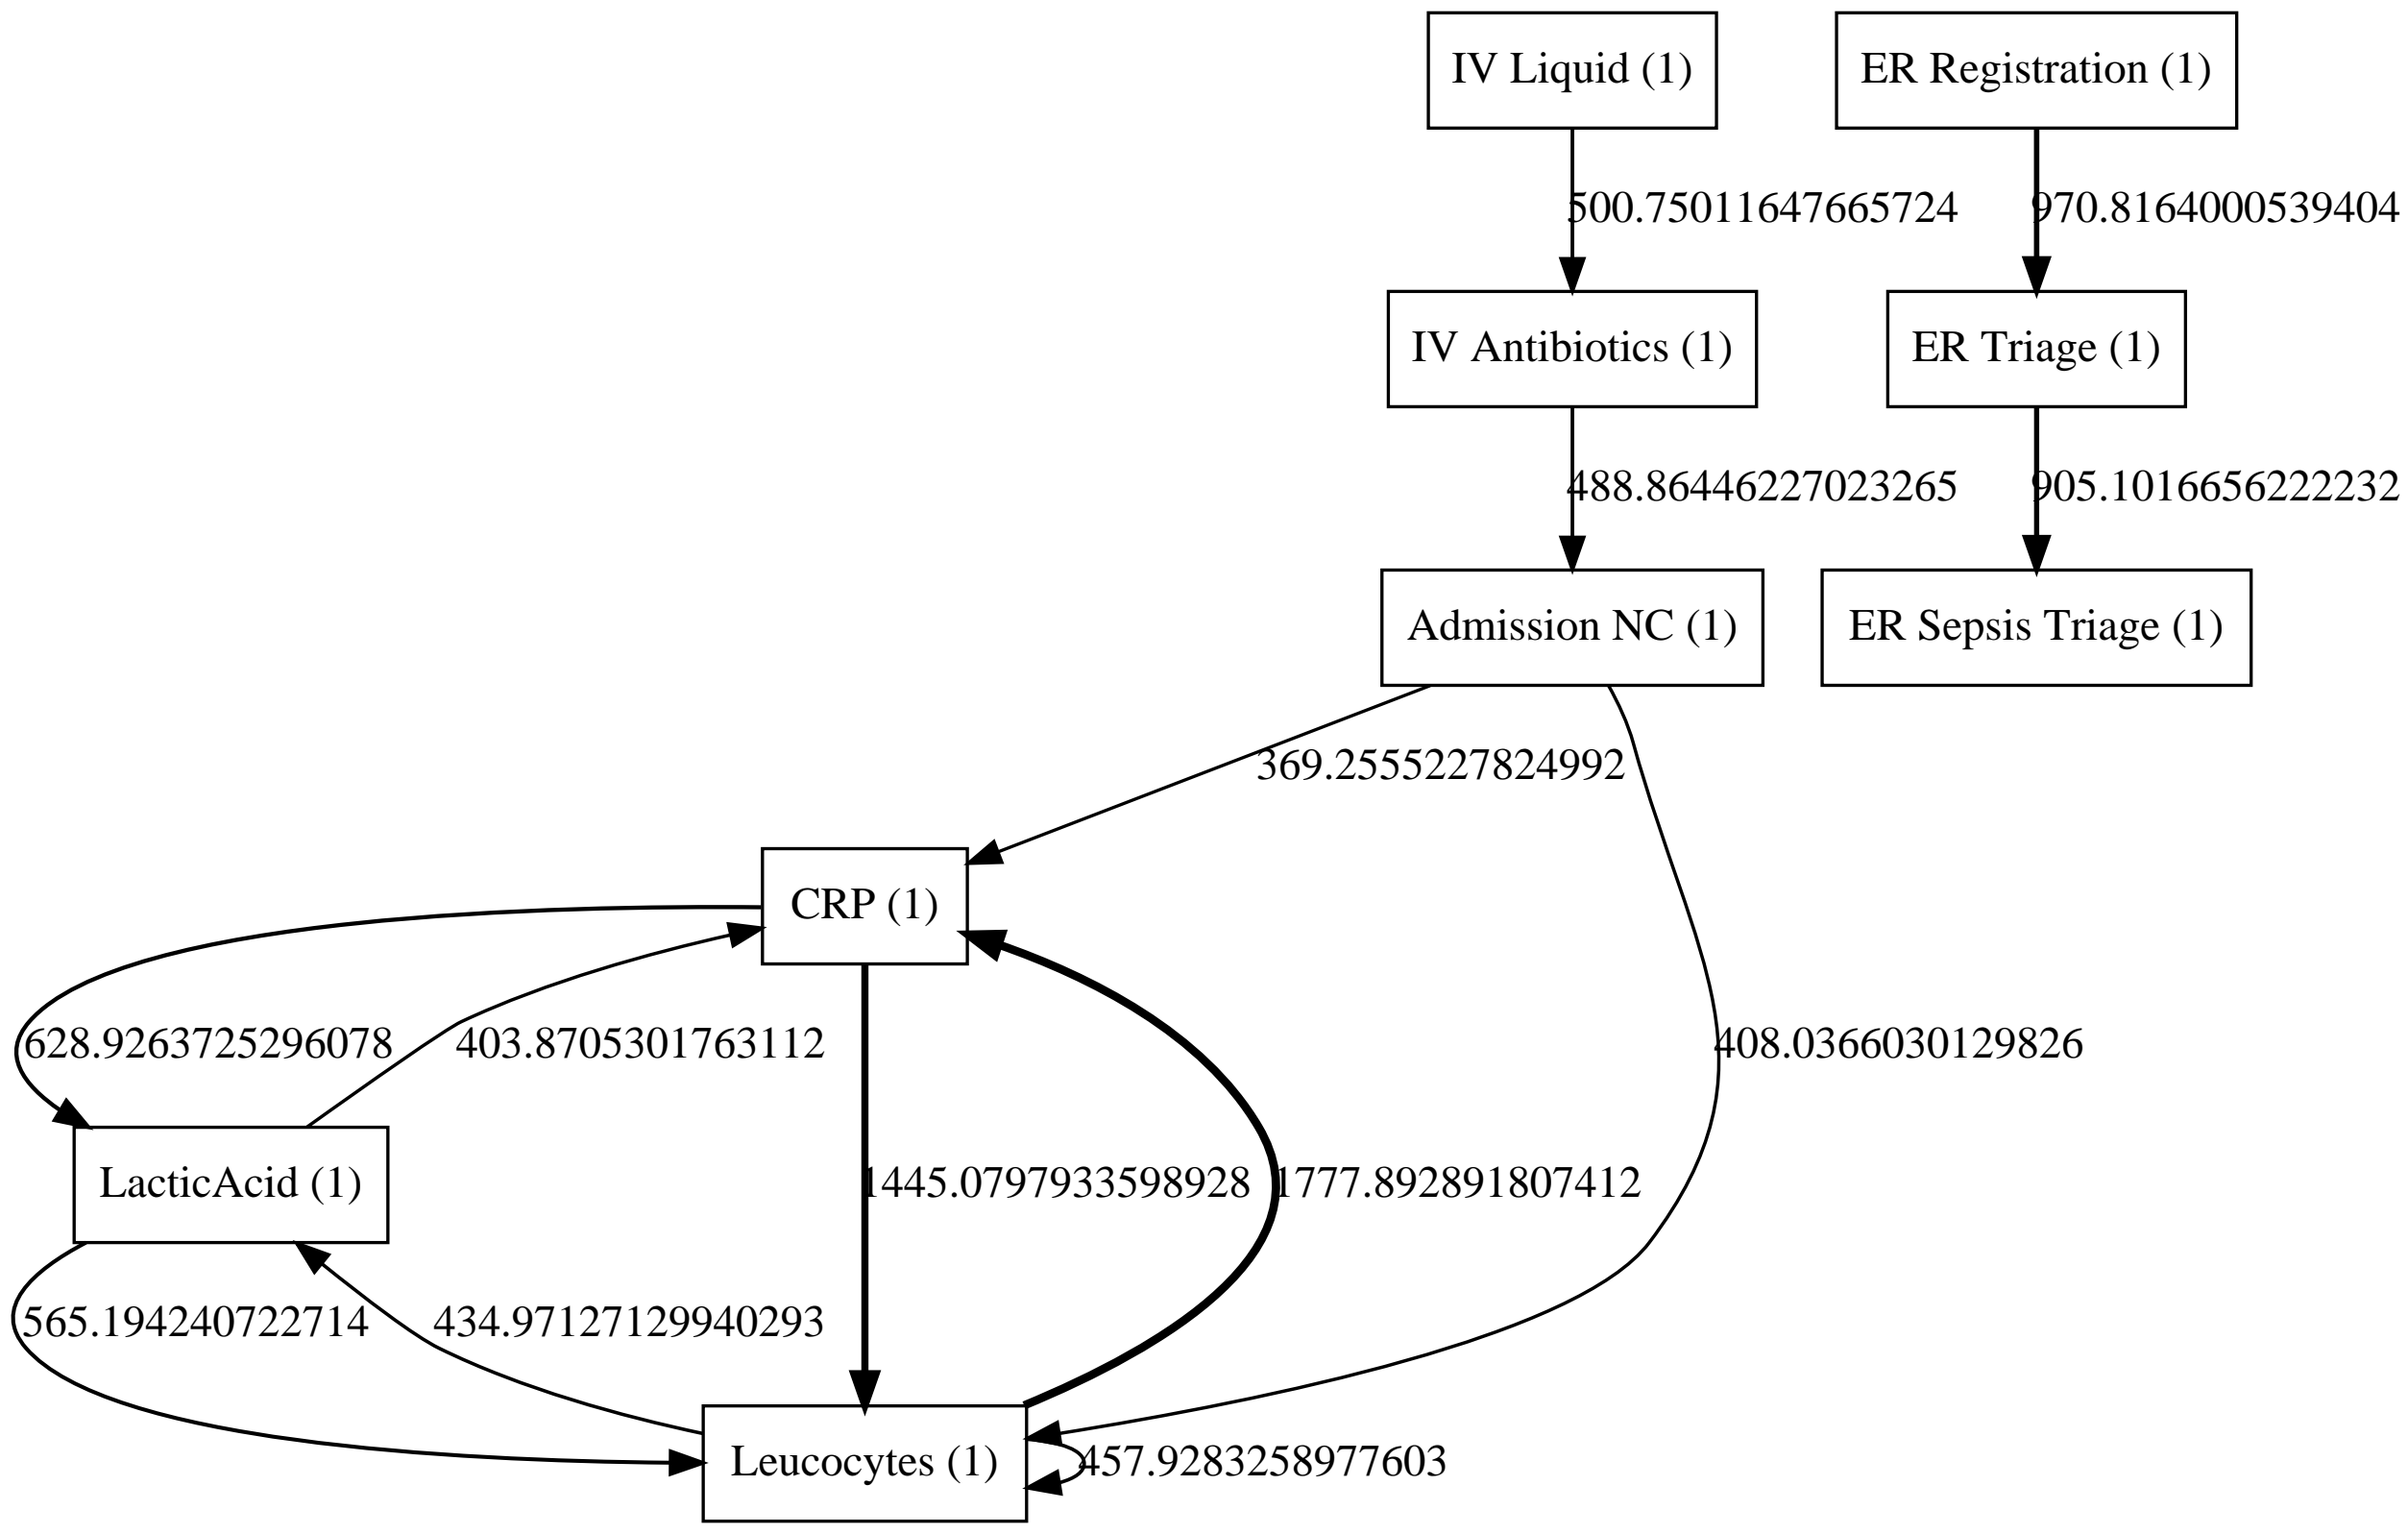 IV Liquid (1)
ER Registration (1)
500.75011647665724
970.8164000539404
IV Antibiotics (1)
ER Triage (1)
488.86446227023265
905.1016656222232
Admission NC (1)
ER Sepsis Triage (1)
369.2555227824992
CRP (1)
628.9263725296078
403.8705301763112
408.0366030129826
LacticAcid (1)
1445.0797933598928
1777.892891807412
565.194240722714
434.97127129940293
Leucocytes (1)
457.9283258977603